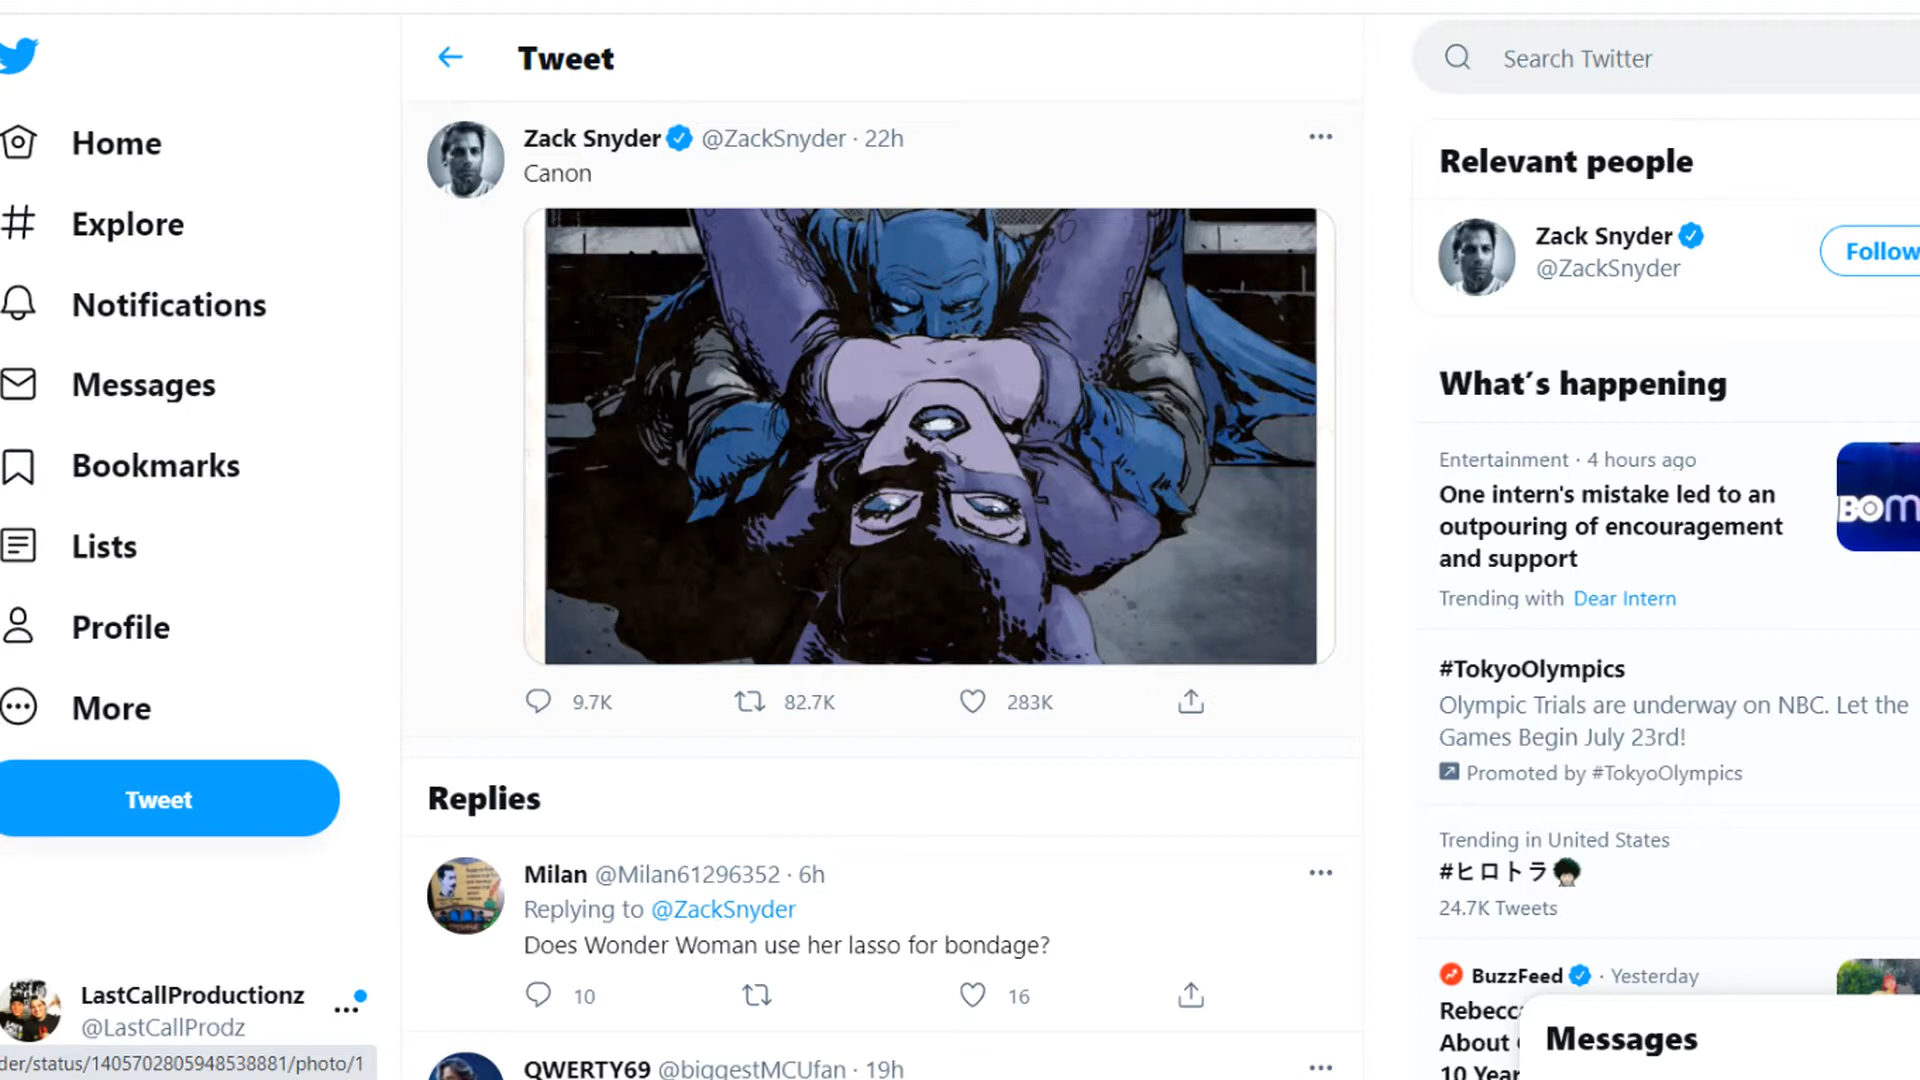 Home
Explore
Notifications
Messages
Bookmarks
Lists
Profile
More
Tweet
LastCallProductionz
@LastCallProdz
der/status/1405702805948538881/photo/1
Tweet
Zack Snyder @ZackSnyder · 22h
Canon
9.7K 82.7K 283K
Replies
Milan @Milan61296352 · 6h
Replying to @ZackSnyder
Does Wonder Woman use her lasso for bondage?
10 16
QWERTY69 @biggestMCUfan · 19h
Search Twitter
Relevant people
Zack Snyder
@ZackSnyder
Follow
What's happening
Entertainment · 4 hours ago
One intern's mistake led to an
outpouring of encouragement
and support
Trending with Dear Intern
BOm
#TokyoOlympics
Olympic Trials are underway on NBC. Let the
Games Begin July 23rd!
Promoted by #TokyoOlympics
Trending in United States
#ヒロトラ
24.7K Tweets
BuzzFeed · Yesterday
Rebecc
About
10 Year
Messages